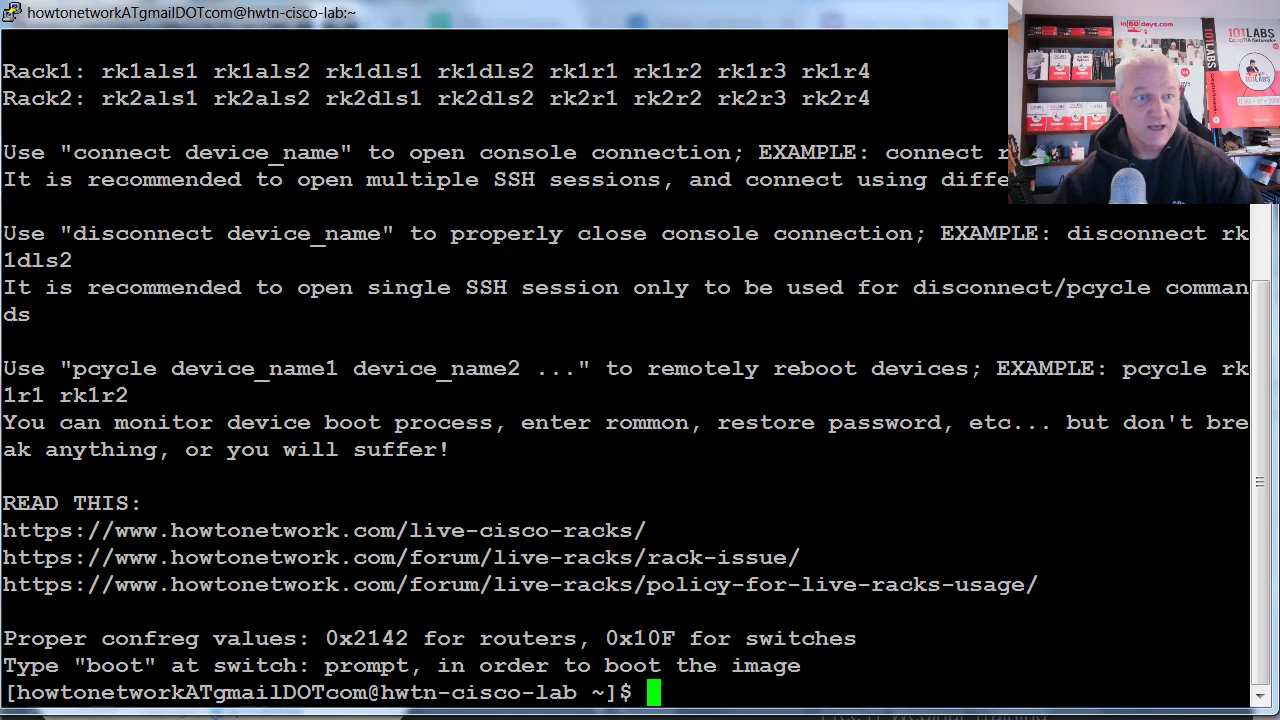 howtonetworkATgmailDOTcom@hwtn-cisco-lab:~
Rack1: rk1als1 rk1als2 rk1dls1 rk1dls2 rk1r1 rk1r2 rk1r3 rk1r4
Rack2: rk2als1 rk2als2 rk2dls1 rk2dls2 rk2r1 rk2r2 rk2r3 rk2r4
Use "connect device_name" to open console connection; EXAMPLE: connect r
It is recommended to open multiple SSH sessions, and connect using diffe
Use "disconnect device_name" to properly close console connection; EXAMPLE: disconnect rk
1dls2
It is recommended to open single SSH session only to be used for disconnect/pcycle comman
ds
Use "pcycle device_name1 device_name2 ..." to remotely reboot devices; EXAMPLE: pcycle rk
1r1 rk1r2
You can monitor device boot process, enter rommon, restore password, etc... but don't bre
ak anything, or you will suffer!
READ THIS:
https://www.howtonetwork.com/live-cisco-racks/
https://www.howtonetwork.com/forum/live-racks/rack-issue/
https://www.howtonetwork.com/forum/live-racks/policy-for-live-racks-usage/
Proper confreg values: 0x2142 for routers, 0x10F for switches
Type "boot" at switch: prompt, in order to boot the image
[howtonetworkATgmailDOTcom@hwtn-cisco-lab ~]$
in60days.com
101LABS
101LABS
CompTIA Network+
101LABS